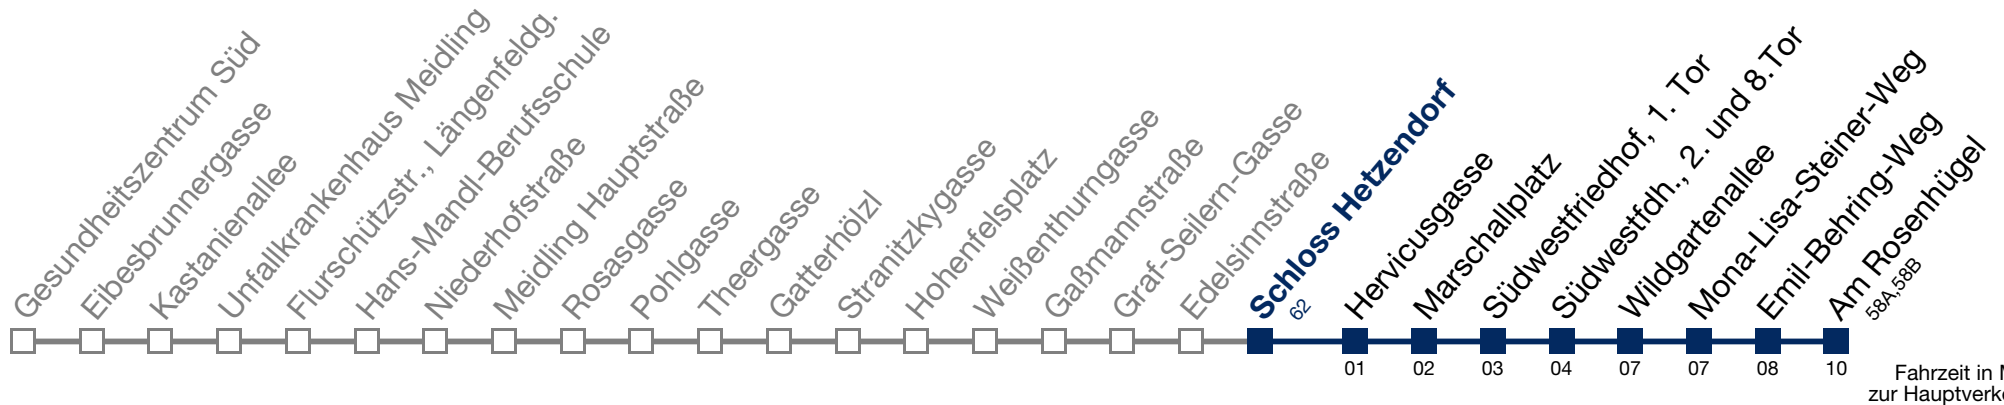 Gesundheitszentrum Süd
Eibesbrunnergasse
Kastanienallee
Unfallkrankenhaus Meidling
Flurschützstr., Längenfeldg.
Hans-Mandl-Berufsschule
Niederhofstraße
Meidling Hauptstraße
Rosasgasse
Pohlgasse
Theergasse
Gatterhölzl
Stranitzkygasse
Hohenfelsplatz
Weißenthurngasse
Gaßmannstraße
Graf-Seilern-Gasse
Edelsinnstraße
Schloss Hetzendorf
62
Hervicusgasse
Marschallplatz
Südwestfriedhof, 1. Tor
Südwestfdh., 2. und 8.Tor
Wildgartenallee
Mona-Lisa-Steiner-Weg
Emil-Behring-Weg
Am Rosenhügel
58A,58B
01 02 03 04 07 07 08 10
Fahrzeit in
zur